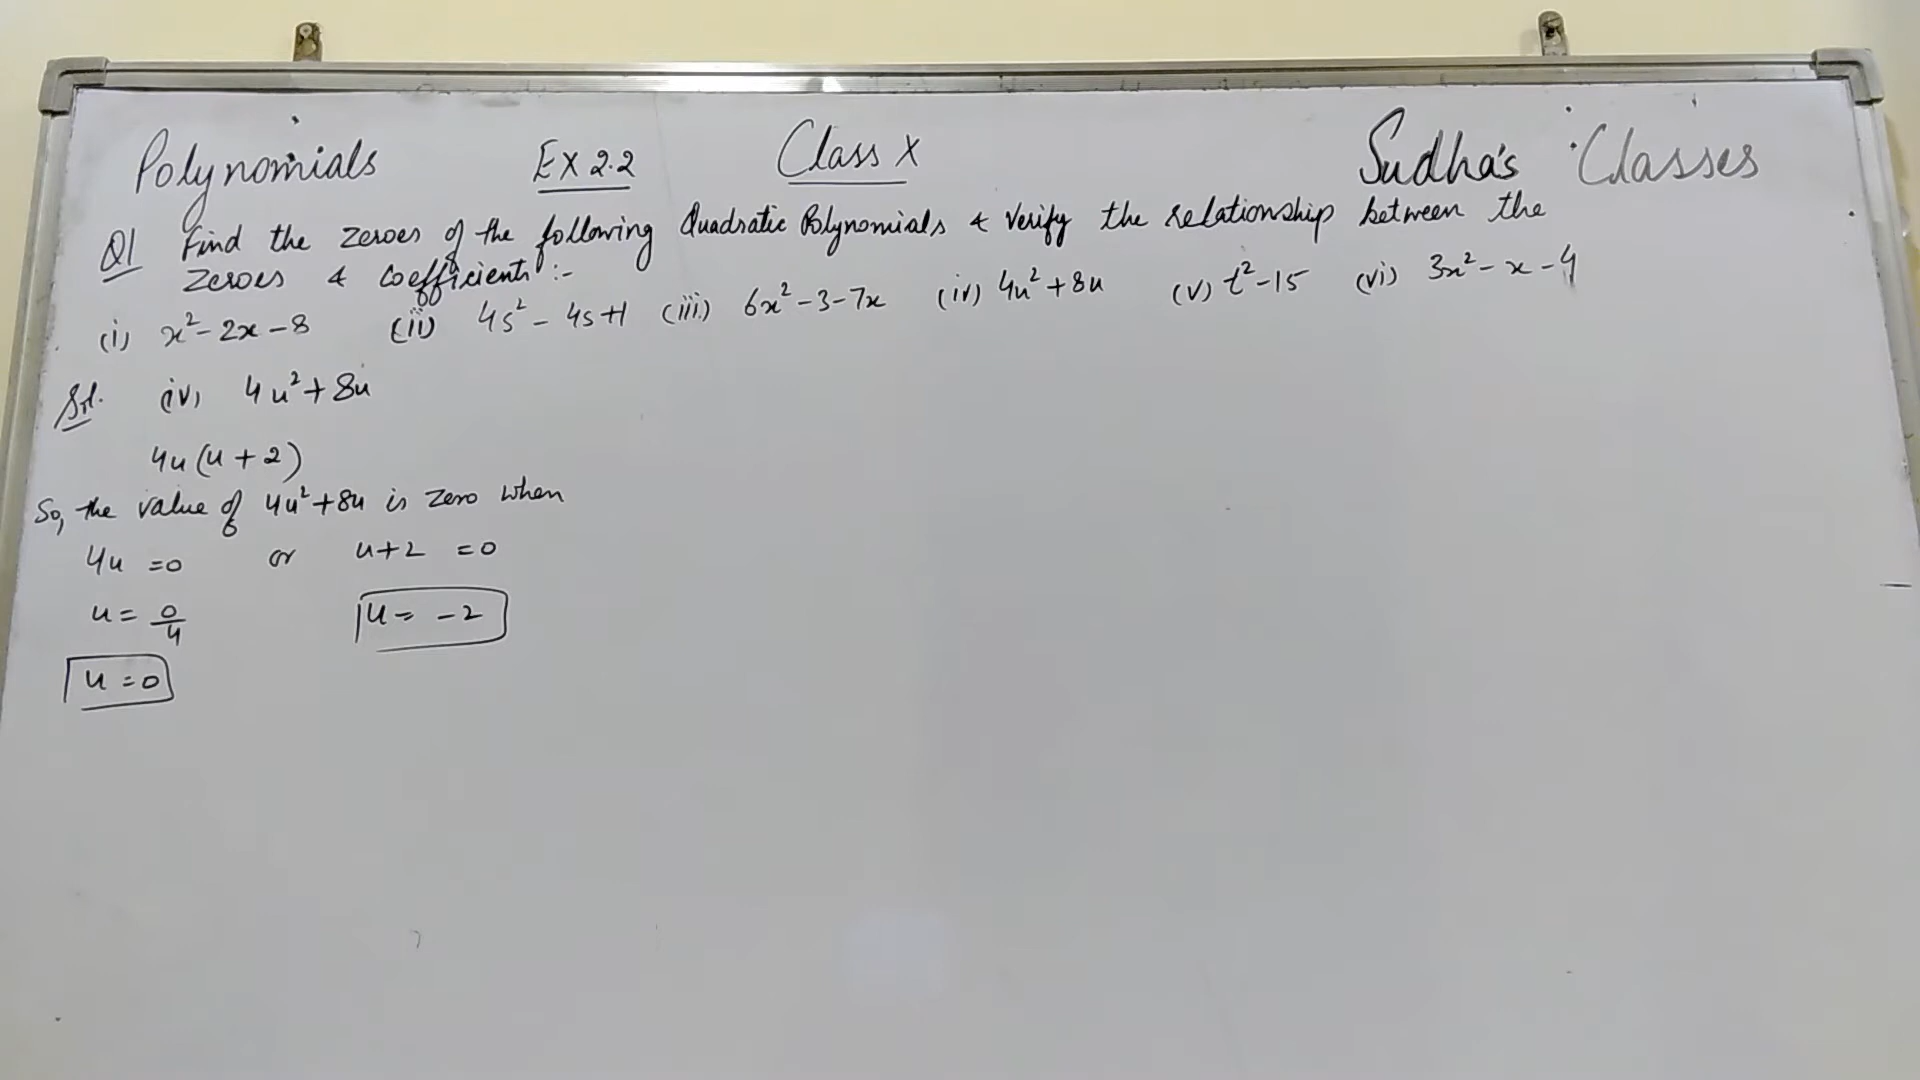 Polynomials Ex 2.2 Class X Sudha's Classes
Q1 Find the zeroes of the following Quadratic Polynomials & Verify the relationship between the
zeroes & coefficients :-
(i) x² - 2x - 8 (ii) 4s² - 4s + 1 (iii) 6x² - 3 - 7x (iv) 4u² + 8u (v) t² - 15 (vi) 3x² - x - 4
Sol. (iv) 4u² + 8u
4u (u + 2)
So, the value of 4u² + 8u is zero when
4u = 0 or u + 2 = 0
u = 0/4 u = -2
u = 0